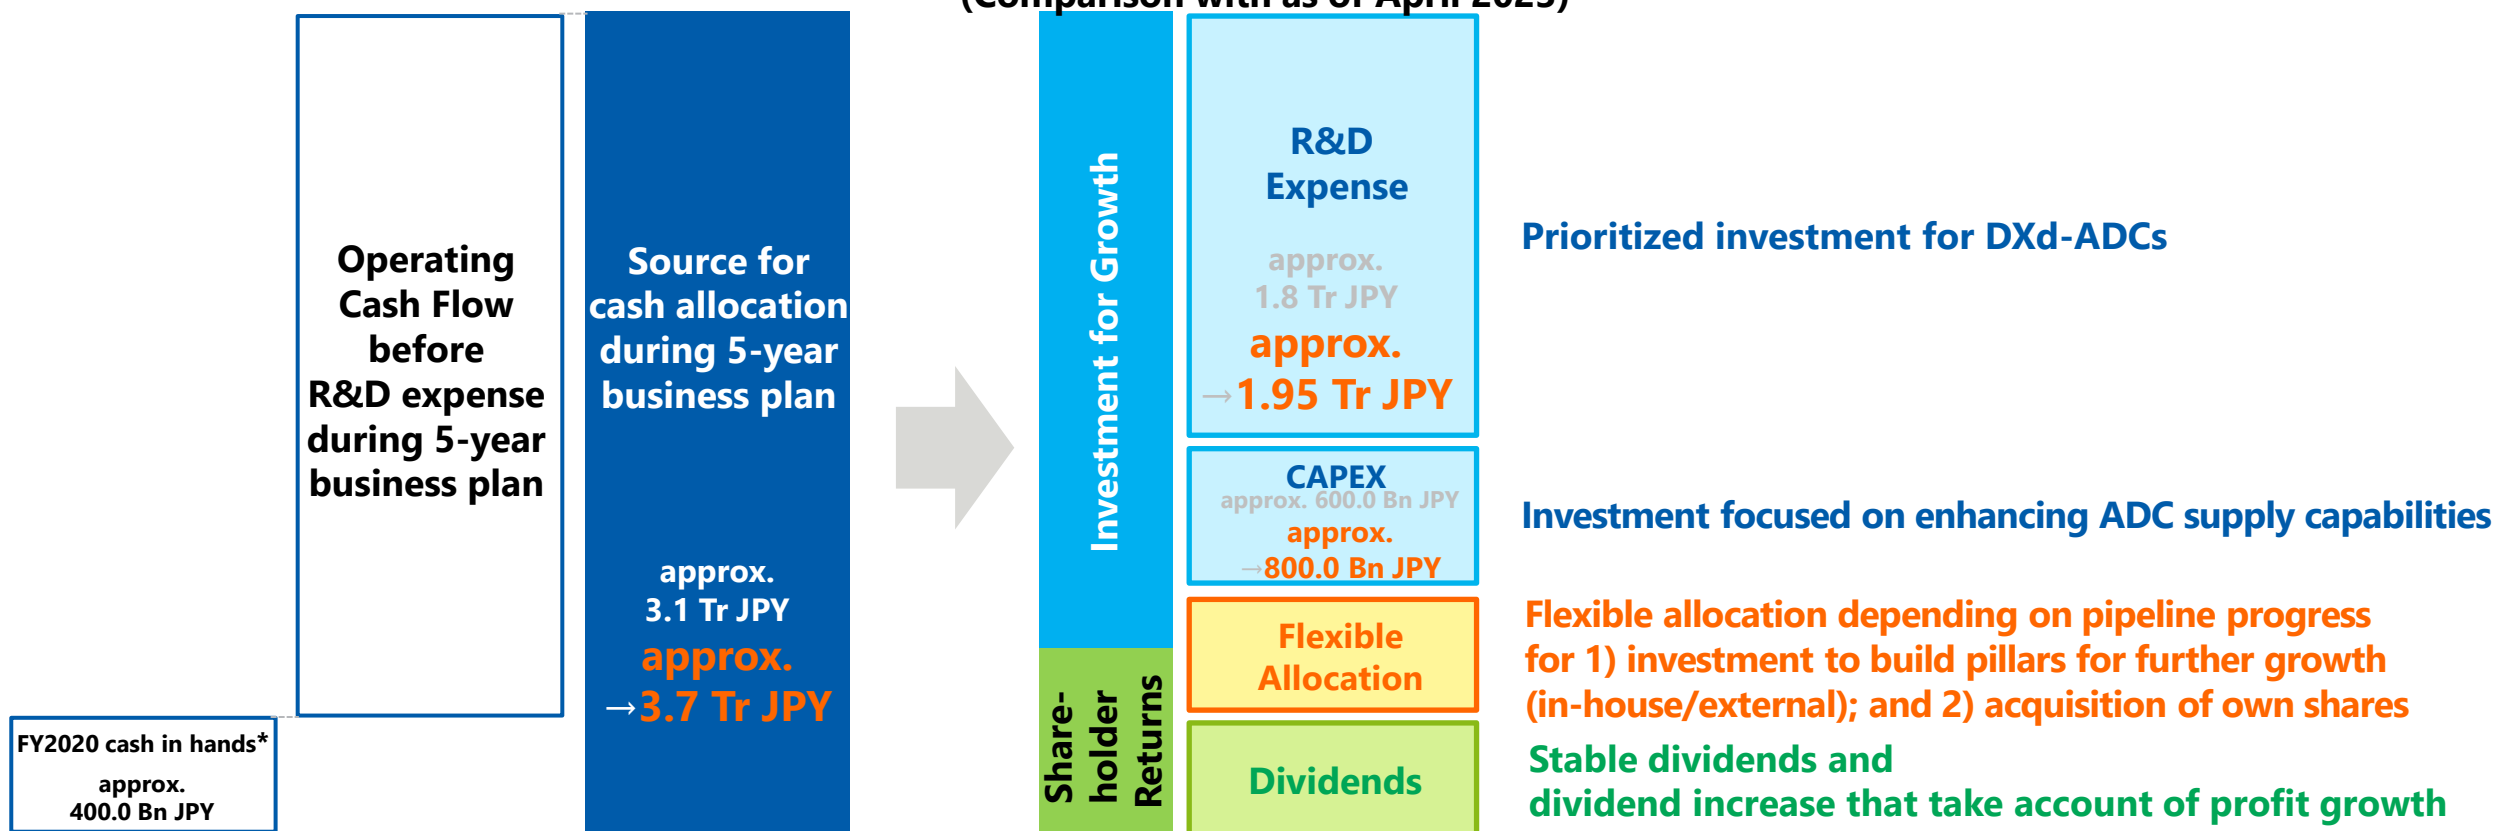 (Comparison with as of April 2023)
Operating
Cash Flow
before
R&D expense
during 5-year
business plan
FY2020 cash in hands*
approx.
400.0 Bn JPY
Source for
cash allocation
during 5-year
business plan
approx.
3.1 Tr JPY
approx.
→3.7 Tr JPY
Investment for Growth
Share-
holder
Returns
R&D
Expense
approx.
1.8 Tr JPY
approx.
→1.95 Tr JPY
CAPEX
approx. 600.0 Bn JPY
approx.
→800.0 Bn JPY
Flexible
Allocation
Dividends
Prioritized investment for DXd-ADCs
Investment focused on enhancing ADC supply capabilities
Flexible allocation depending on pipeline progress
for 1) investment to build pillars for further growth
(in-house/external); and 2) acquisition of own shares
Stable dividends and
dividend increase that take account of profit growth